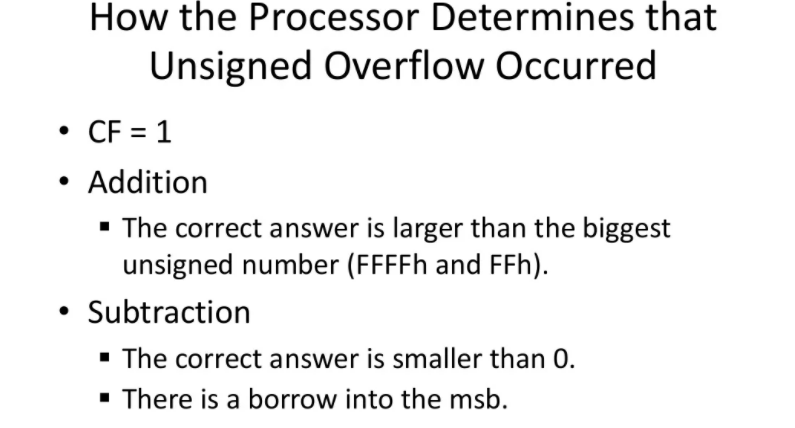 How the Processor Determines that
Unsigned Overflow Occurred
• CF = 1
• Addition
▪ The correct answer is larger than the biggest
unsigned number (FFFFh and FFh).
• Subtraction
▪ The correct answer is smaller than 0.
▪ There is a borrow into the msb.